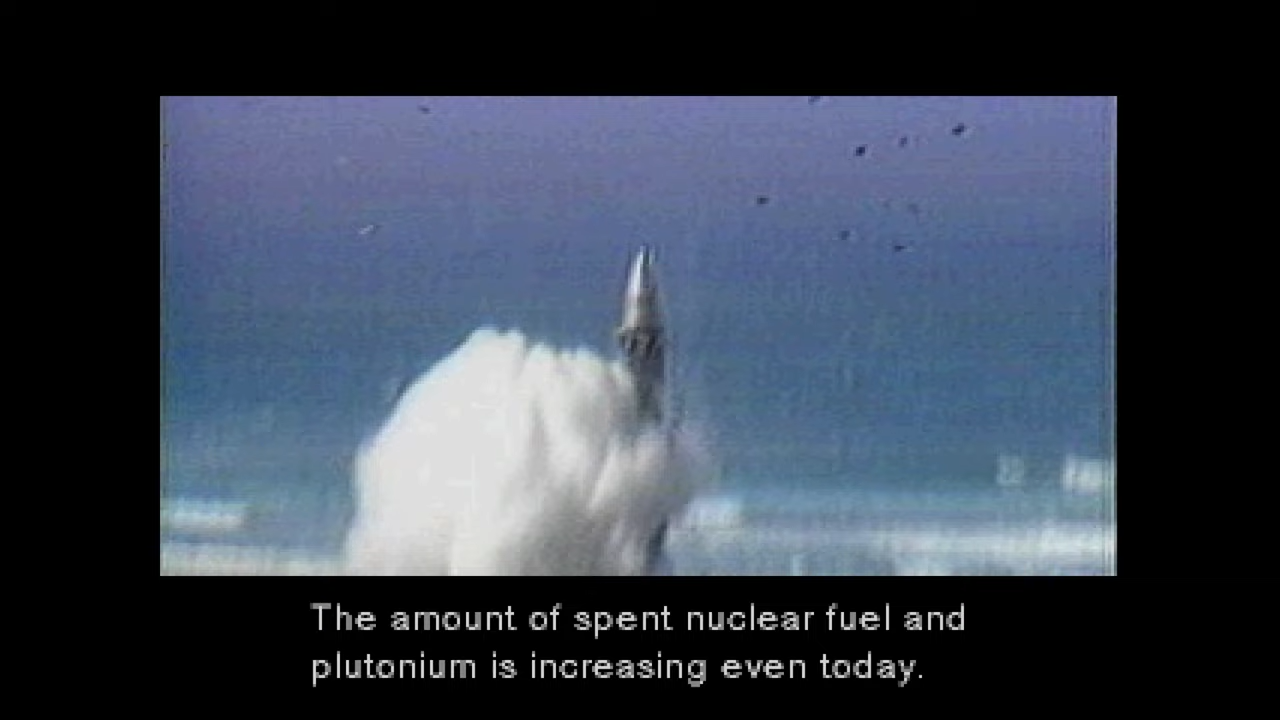 The amount of spent nuclear fuel and
plutonium is increasing even today.